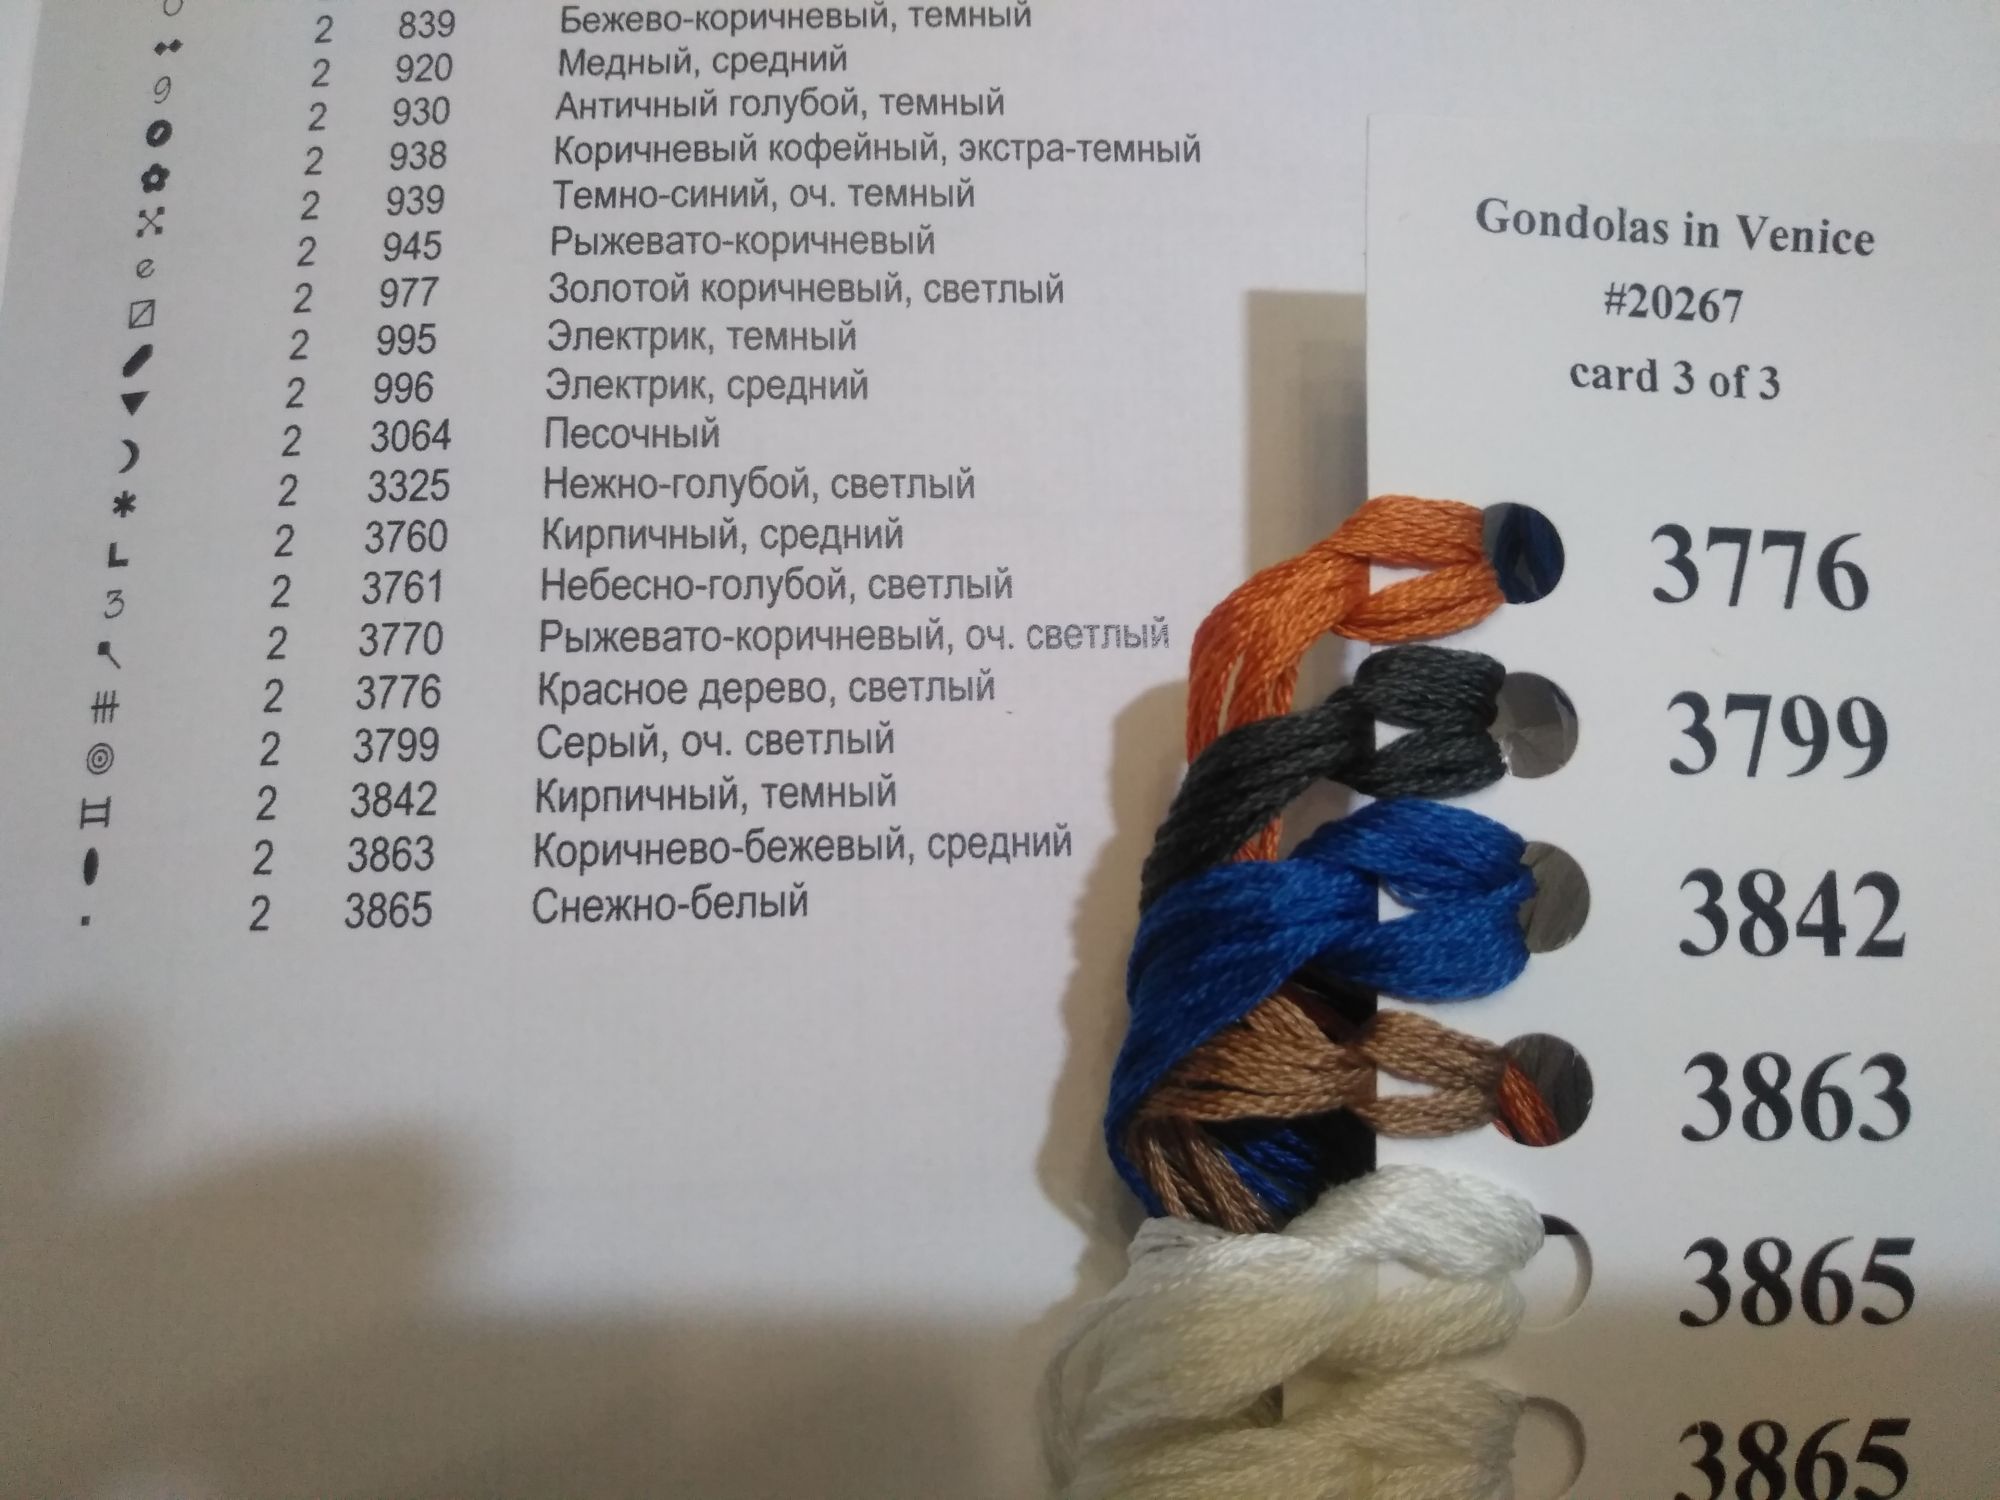 2 839 Бежево-коричневый, темный
2 920 Медный, средний
9 2 930 Античный голубой, темный
2 938 Коричневый кофейный, экстра-темный
2 939 Темно-синий, оч. темный
2 945 Рыжевато-коричневый
e 2 977 Золотой коричневый, светлый
2 995 Электрик, темный
2 996 Электрик, средний
2 3064 Песочный
2 3325 Нежно-голубой, светлый
* 2 3760 Кирпичный, средний
L 2 3761 Небесно-голубой, светлый
3 2 3770 Рыжевато-коричневый, оч. светлый
2 3776 Красное дерево, светлый
2 3799 Серый, оч. светлый
2 3842 Кирпичный, темный
2 3863 Коричнево-бежевый, средний
2 3865 Снежно-белый
Gondolas in Venice
#20267
card 3 of 3
3776
3799
3842
3863
3865
3865